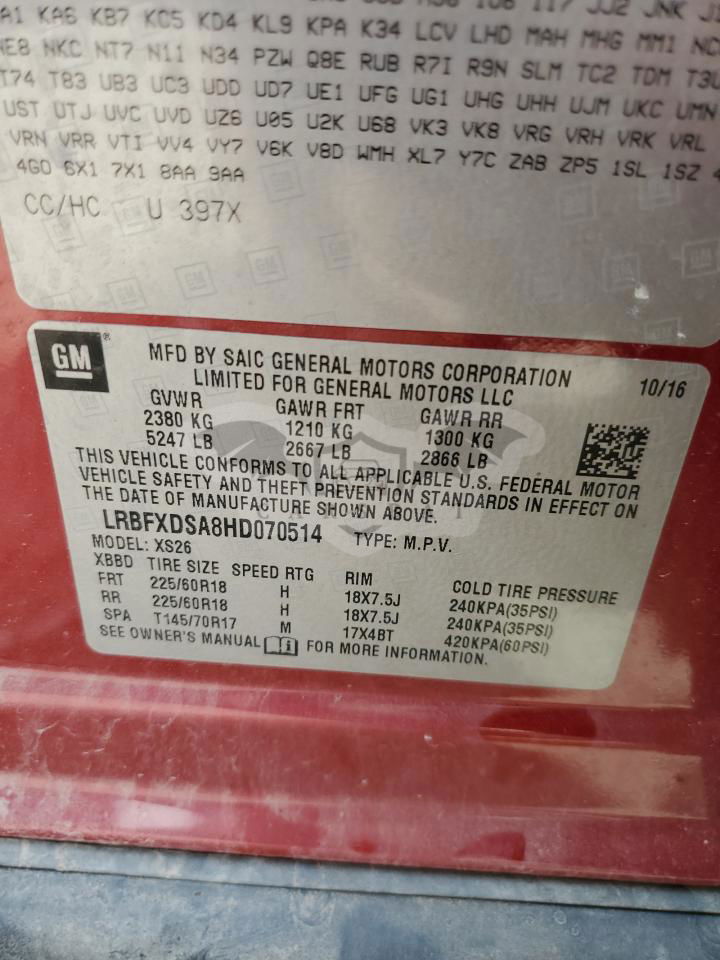 A1 KA6 KB7 KC5 KD4 KL9 KPA K34 LCV LHD MAH MHG MM1 NC
NE8 NKC NT7 N11 N34 PZW Q8E RUB R7I R9N SLM TC2 TDM T3U
T74 T83 UB3 UC3 UDD UD7 UE1 UFG UG1 UHG UHH UJM UKC UMN
UST UTJ UVC UVD UZ6 U05 U2K U68 VK3 VK8 VRG VRH VRK VRL
VRN VRR VTI VV4 VY7 V6K V8D WMH XL7 Y7C ZAB ZP5 1SL 1SZ
4G0 6X1 7X1 8AA 9AA
CC/HC U 397X
GM ®
MFD BY SAIC GENERAL MOTORS CORPORATION
LIMITED FOR GENERAL MOTORS LLC
10/16
GVWR GAWR FRT GAWR RR
2380 KG 1210 KG 1300 KG
5247 LB 2667 LB 2866 LB
THIS VEHICLE CONFORMS TO ALL APPLICABLE U.S. FEDERAL MOTOR
VEHICLE SAFETY AND THEFT PREVENTION STANDARDS IN EFFECT ON
THE DATE OF MANUFACTURE SHOWN ABOVE.
LRBFXDSA8HD070514 TYPE: M.P.V.
MODEL: XS26
XBBD TIRE SIZE SPEED RTG RIM COLD TIRE PRESSURE
FRT 225/60R18 H 18X7.5J 240KPA(35PSI)
RR 225/60R18 H 18X7.5J 240KPA(35PSI)
SPA T145/70R17 M 17X4BT 420KPA(60PSI)
SEE OWNER'S MANUAL FOR MORE INFORMATION.